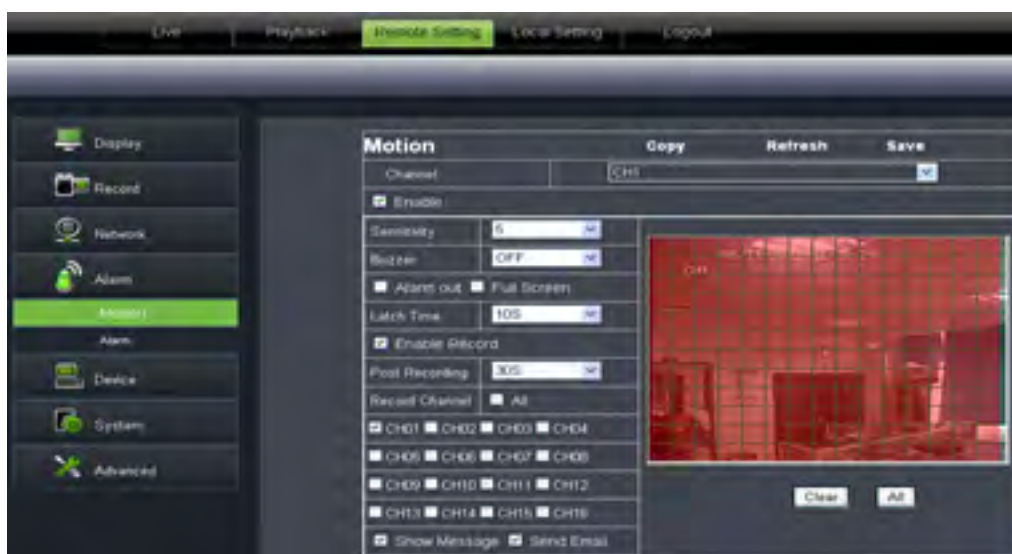 Live Playback Remote Setting Local Setting Logout
Display
Record
Network
Alarm
Motion
Alarm
Device
System
Advanced
Motion Copy Refresh Save
Channel CH1
Enable
Sensitivity 6
Buzzer OFF
Alarm out Full Screen
Latch Time 10S
Enable Record
Post Recording 30S
Record Channel All
CH01 CH02 CH03 CH04
CH05 CH06 CH07 CH08
CH09 CH10 CH11 CH12
CH13 CH14 CH15 CH16
Show Message Send Email
CH1
Clear All